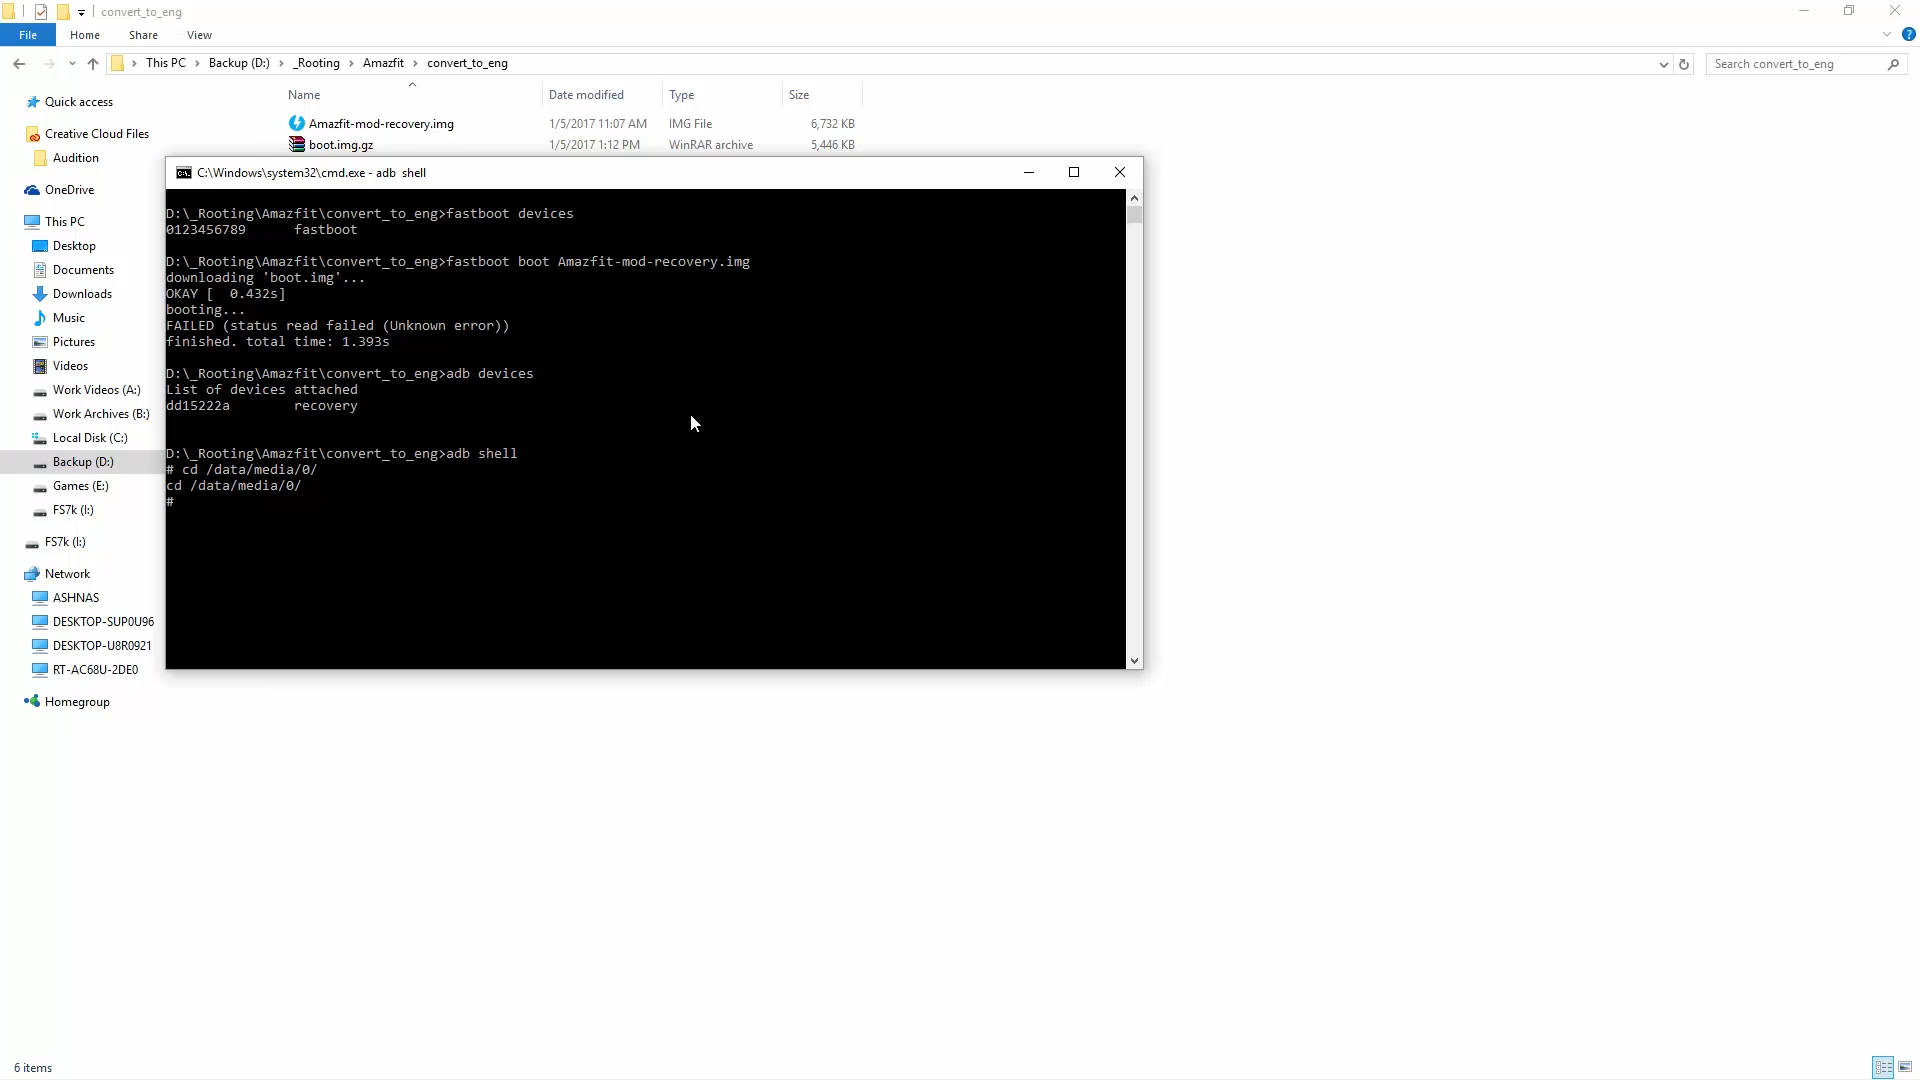 convert_to_eng
File Home Share View
This PC Backup (D:) _Rooting Amazfit convert_to_eng
Search convert_to_eng
Name Date modified Type Size
Amazfit-mod-recovery.img 1/5/2017 11:07 AM IMG File 6,732 KB
boot.img.gz 1/5/2017 1:12 PM WinRAR archive 5,446 KB
Quick access
Creative Cloud Files
Audition
OneDrive
This PC
Desktop
Documents
Downloads
Music
Pictures
Videos
Work Videos (A:)
Work Archives (B:)
Local Disk (C:)
Backup (D:)
Games (E:)
FS7k (I:)
FS7k (I:)
Network
ASHNAS
DESKTOP-SUP0U96
DESKTOP-U8R0921
RT-AC68U-2DE0
Homegroup
C:\Windows\system32\cmd.exe - adb  shell
D:\_Rooting\Amazfit\convert_to_eng>fastboot devices
0123456789      fastboot
D:\_Rooting\Amazfit\convert_to_eng>fastboot boot Amazfit-mod-recovery.img
downloading 'boot.img'...
OKAY [  0.432s]
booting...
FAILED (status read failed (Unknown error))
finished. total time: 1.393s
D:\_Rooting\Amazfit\convert_to_eng>adb devices
List of devices attached
dd15222a        recovery
D:\_Rooting\Amazfit\convert_to_eng>adb shell
# cd /data/media/0/
cd /data/media/0/
#
6 items